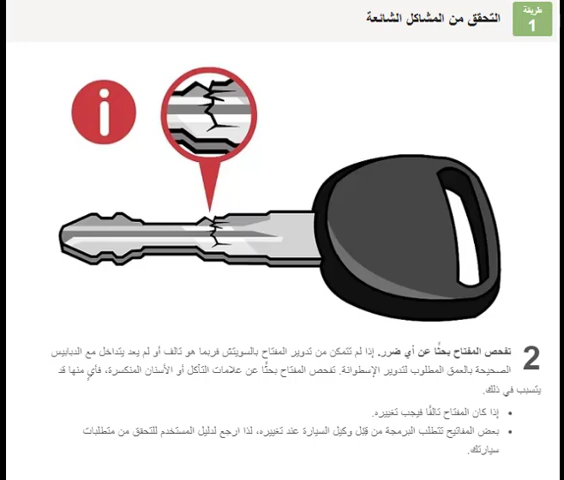 طريقة
1
التحقق من المشاكل الشائعة
2
تفحص المفتاح بحثًا عن أي ضرر. إذا لم تتمكن من تدوير المفتاح بالسويتش فربما هو تالف أو لم يعد يتداخل مع الدبابيس
الصحيحة بالعمق المطلوب لتدوير الإسطوانة. تفحص المفتاح بحثًا عن علامات التآكل أو الأسنان المنكسرة، فأيٍ منها قد
يتسبب في ذلك.
• إذا كان المفتاح تالفًا فيجب تغييره.
• بعض المفاتيح تتطلب البرمجة من قِبَل وكيل السيارة عند تغييره، لذا ارجع لدليل المستخدم للتحقق من متطلبات
سيارتك.